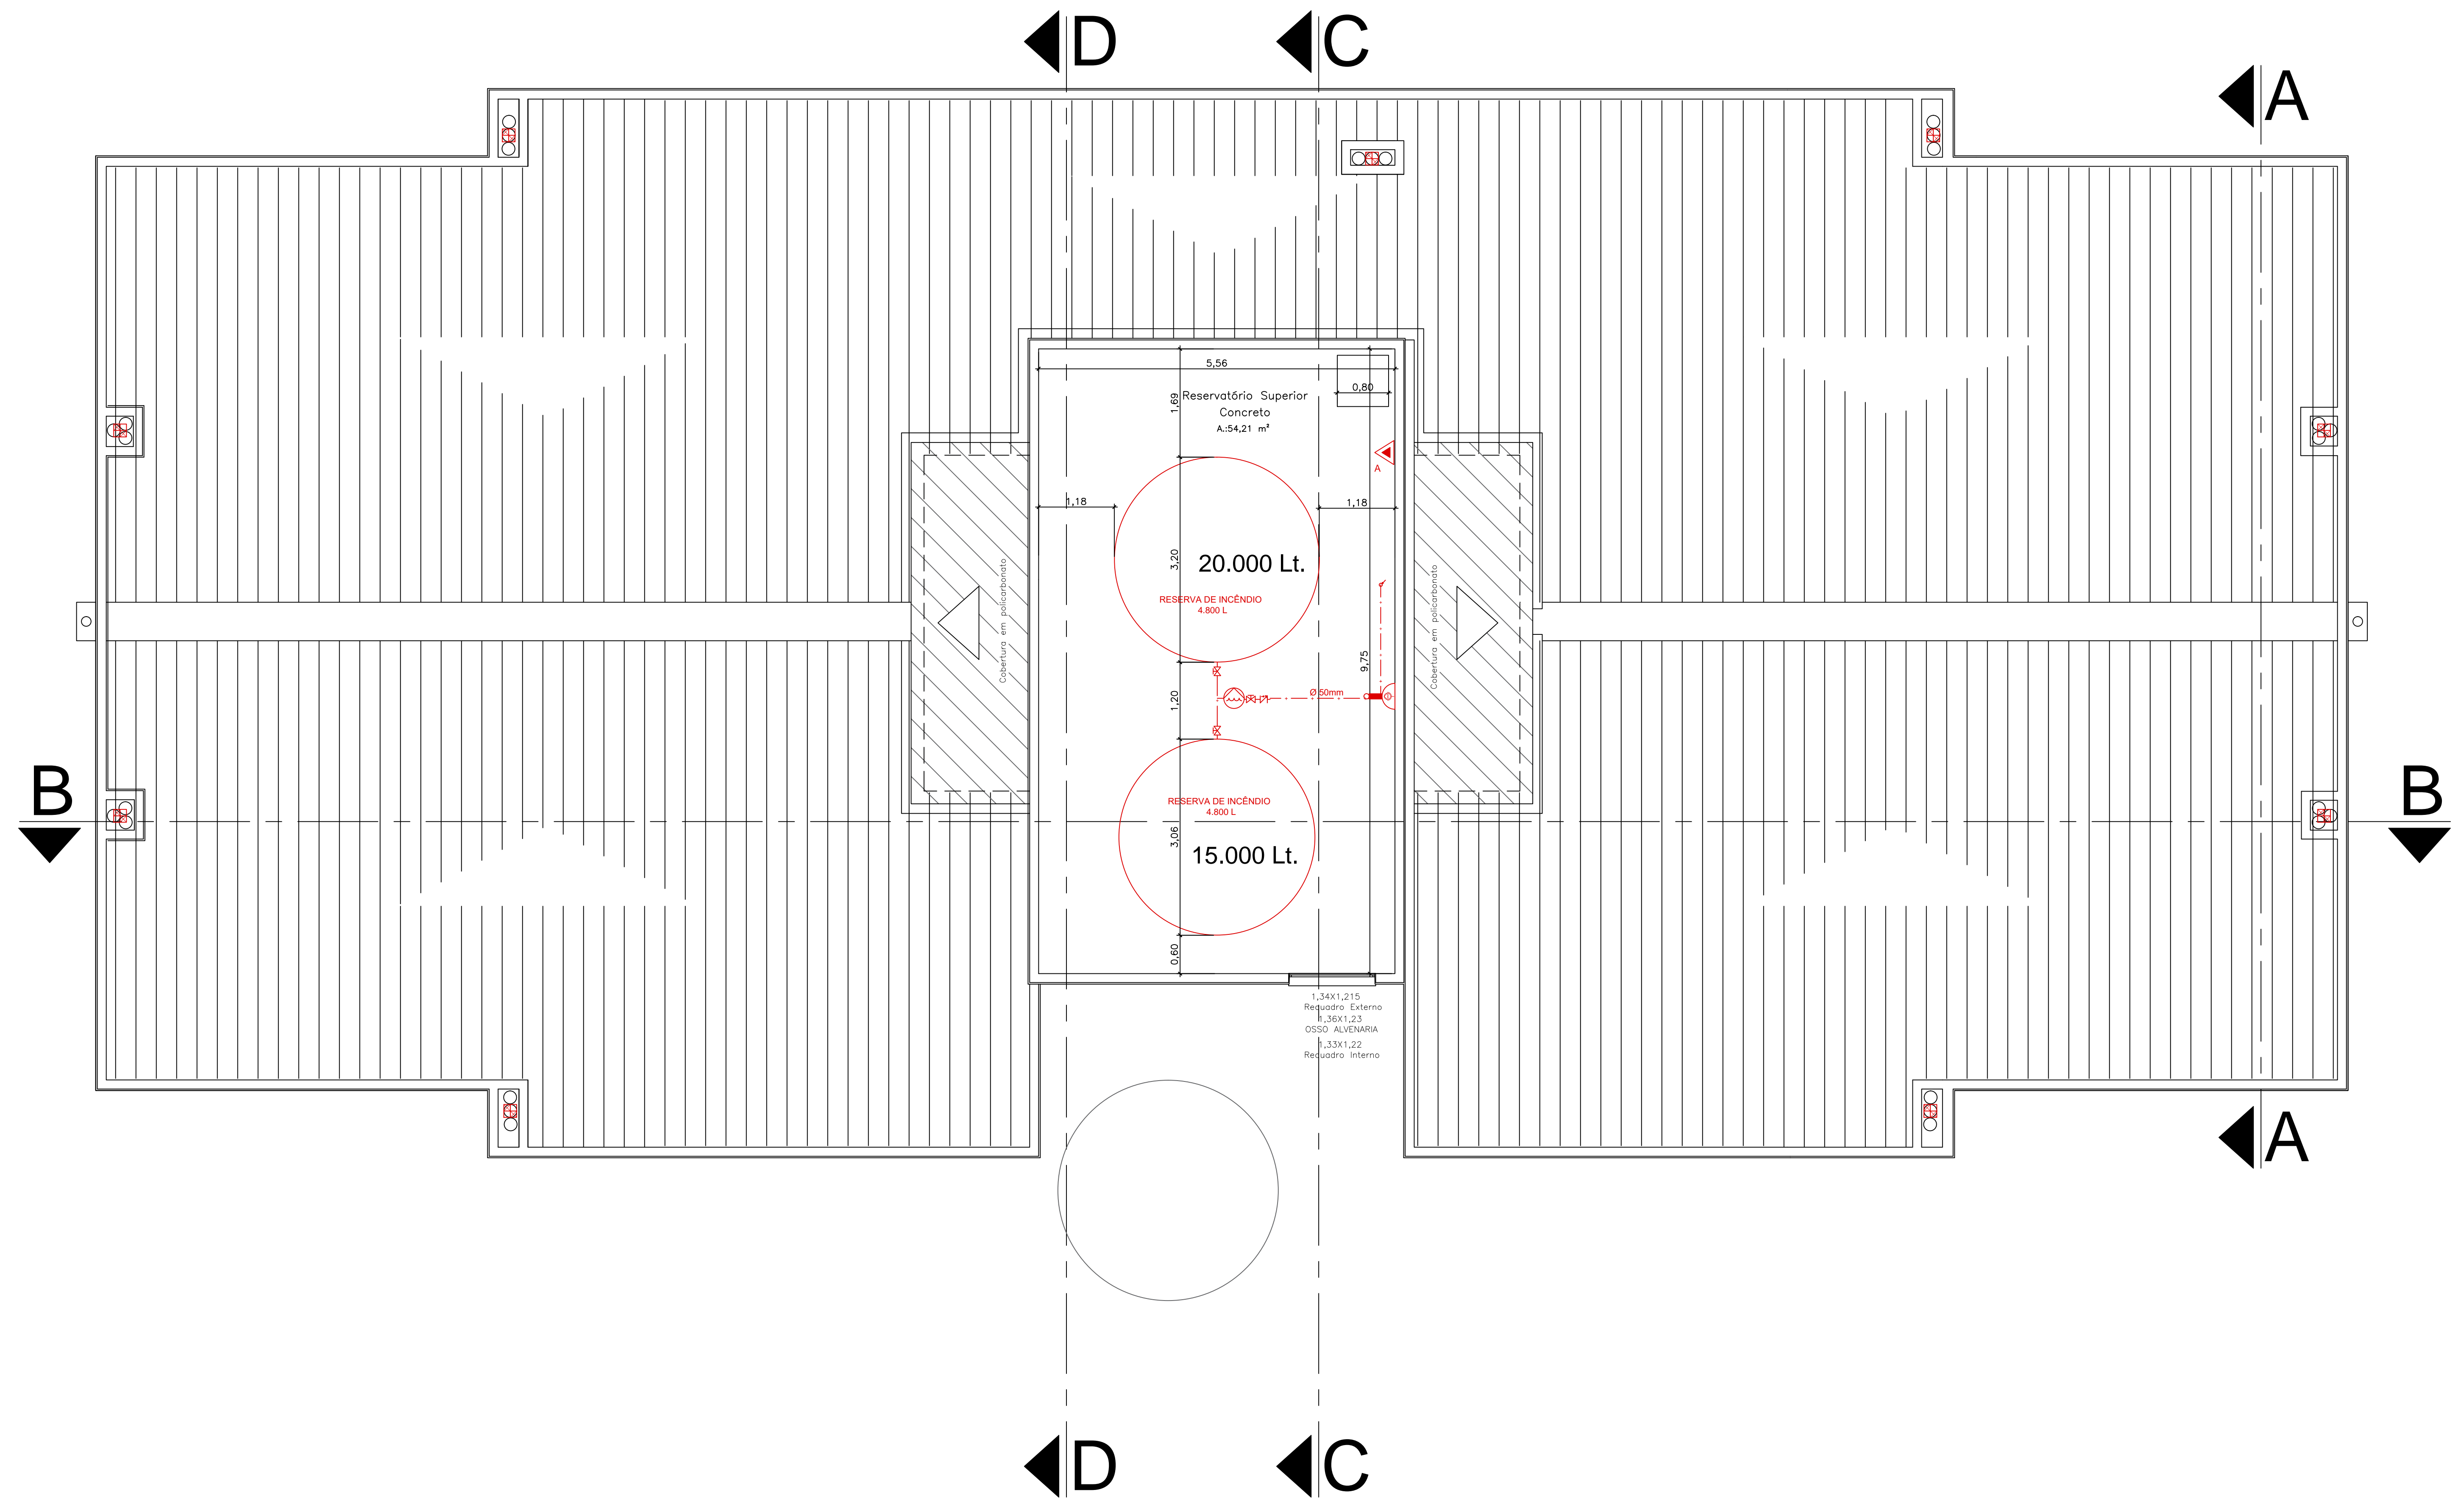 D
C
A
5,56
0,80
1,69
Reservatório Superior
Concreto
A.:54,21 m²
A
1,18
1,18
3,20
20.000 Lt.
RESERVA DE INCÊNDIO
4.800 L
Cobertura em policarbonato
Cobertura em policarbonato
9,75
Ø 50mm
1,20
B
B
RESERVA DE INCÊNDIO
4.800 L
3,06
15.000 Lt.
0,60
1,34X1,215
Requadro Externo
1,36X1,23
OSSO ALVENARIA
1,33X1,22
Requadro Interno
A
D
C